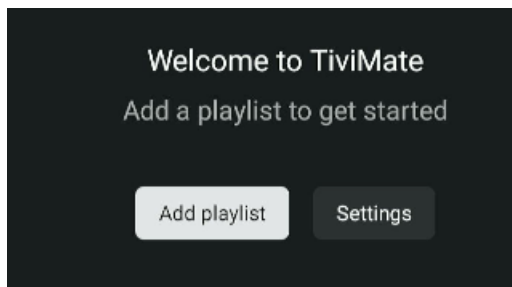 Welcome to TiviMate
Add a playlist to get started
Add playlist
Settings